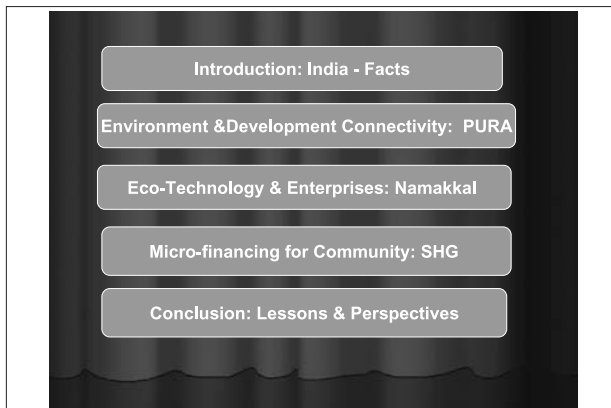 Introduction: India - Facts
Environment &Development Connectivity: PURA
Eco-Technology & Enterprises: Namakkal
Micro-financing for Community: SHG
Conclusion: Lessons & Perspectives